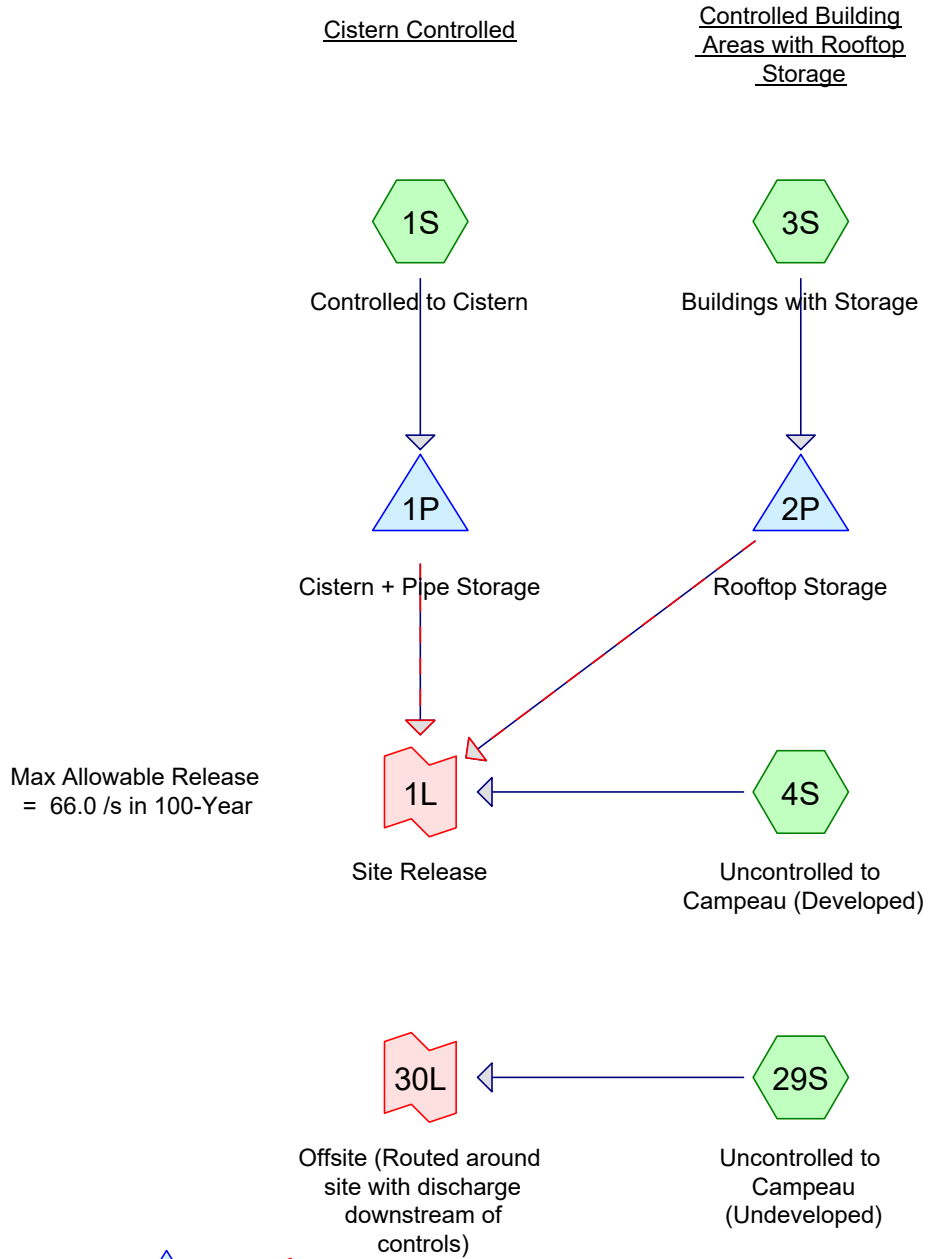 Cistern Controlled
Controlled Building
Areas with Rooftop
Storage
1S
3S
Controlled to Cistern
Buildings with Storage
1P
2P
Cistern + Pipe Storage
Rooftop Storage
Max Allowable Release
= 66.0 /s in 100-Year
1L
4S
Site Release
Uncontrolled to
Campeau (Developed)
30L
29S
Offsite (Routed around
site with discharge
downstream of
controls)
Uncontrolled to
Campeau
(Undeveloped)